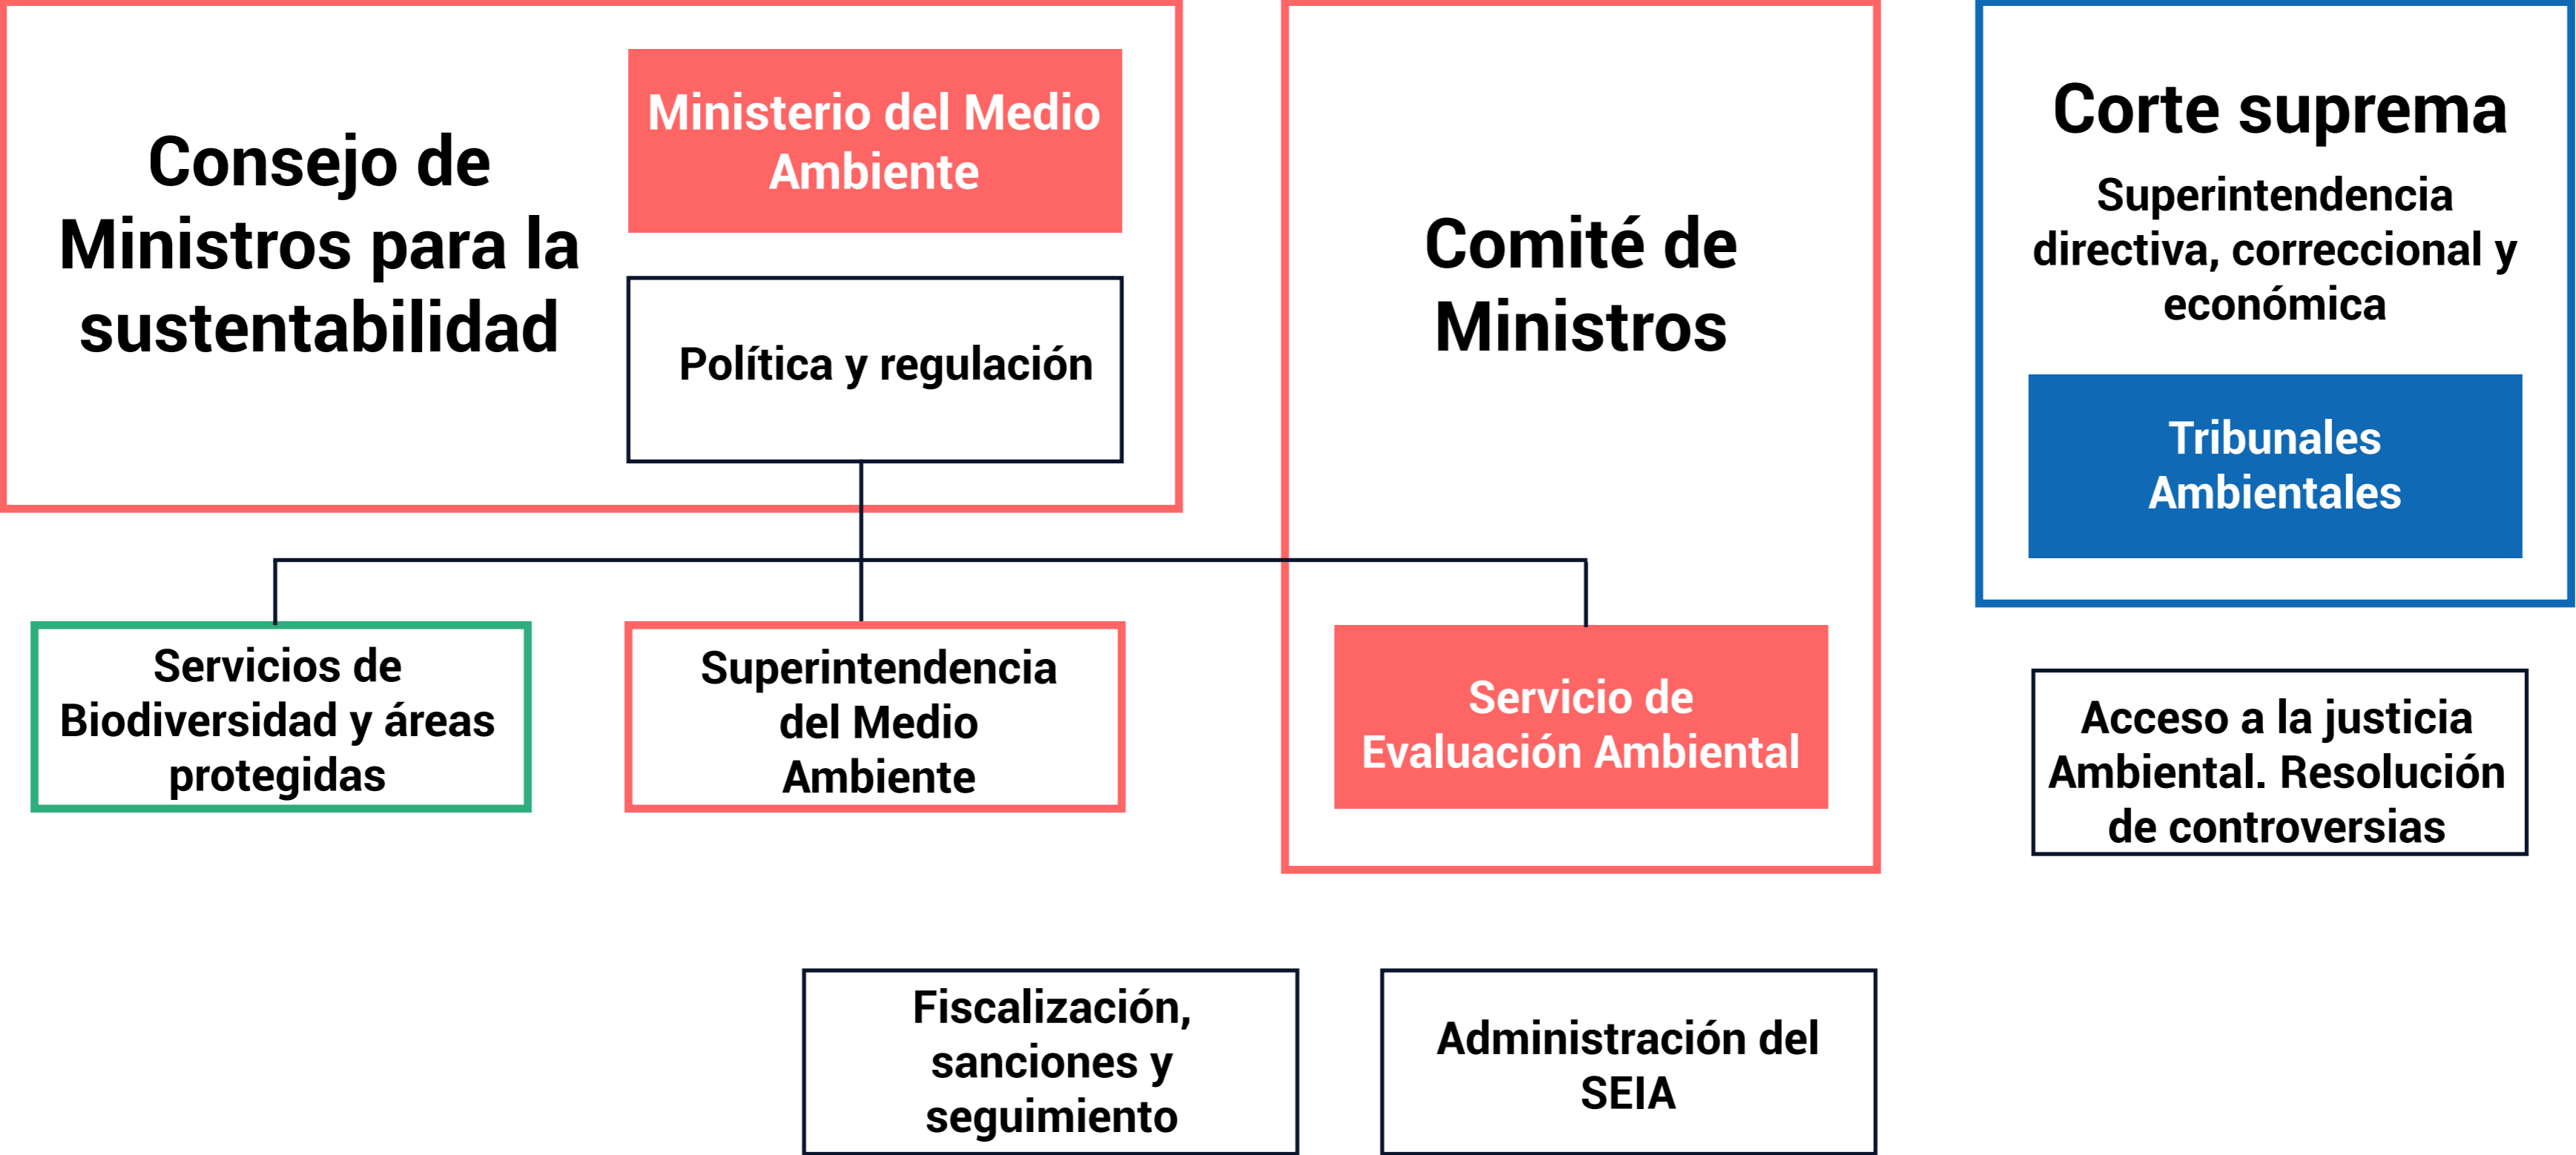 Consejo de
Ministros para la
sustentabilidad
Ministerio del Medio
Ambiente
Política y regulación
Comité de
Ministros
Corte suprema
Superintendencia
directiva, correccional y
económica
Tribunales
Ambientales
Servicios de
Biodiversidad y áreas
protegidas
Superintendencia
del Medio
Ambiente
Servicio de
Evaluación Ambiental
Acceso a la justicia
Ambiental. Resolución
de controversias
Fiscalización,
sanciones y
seguimiento
Administración del
SEIA